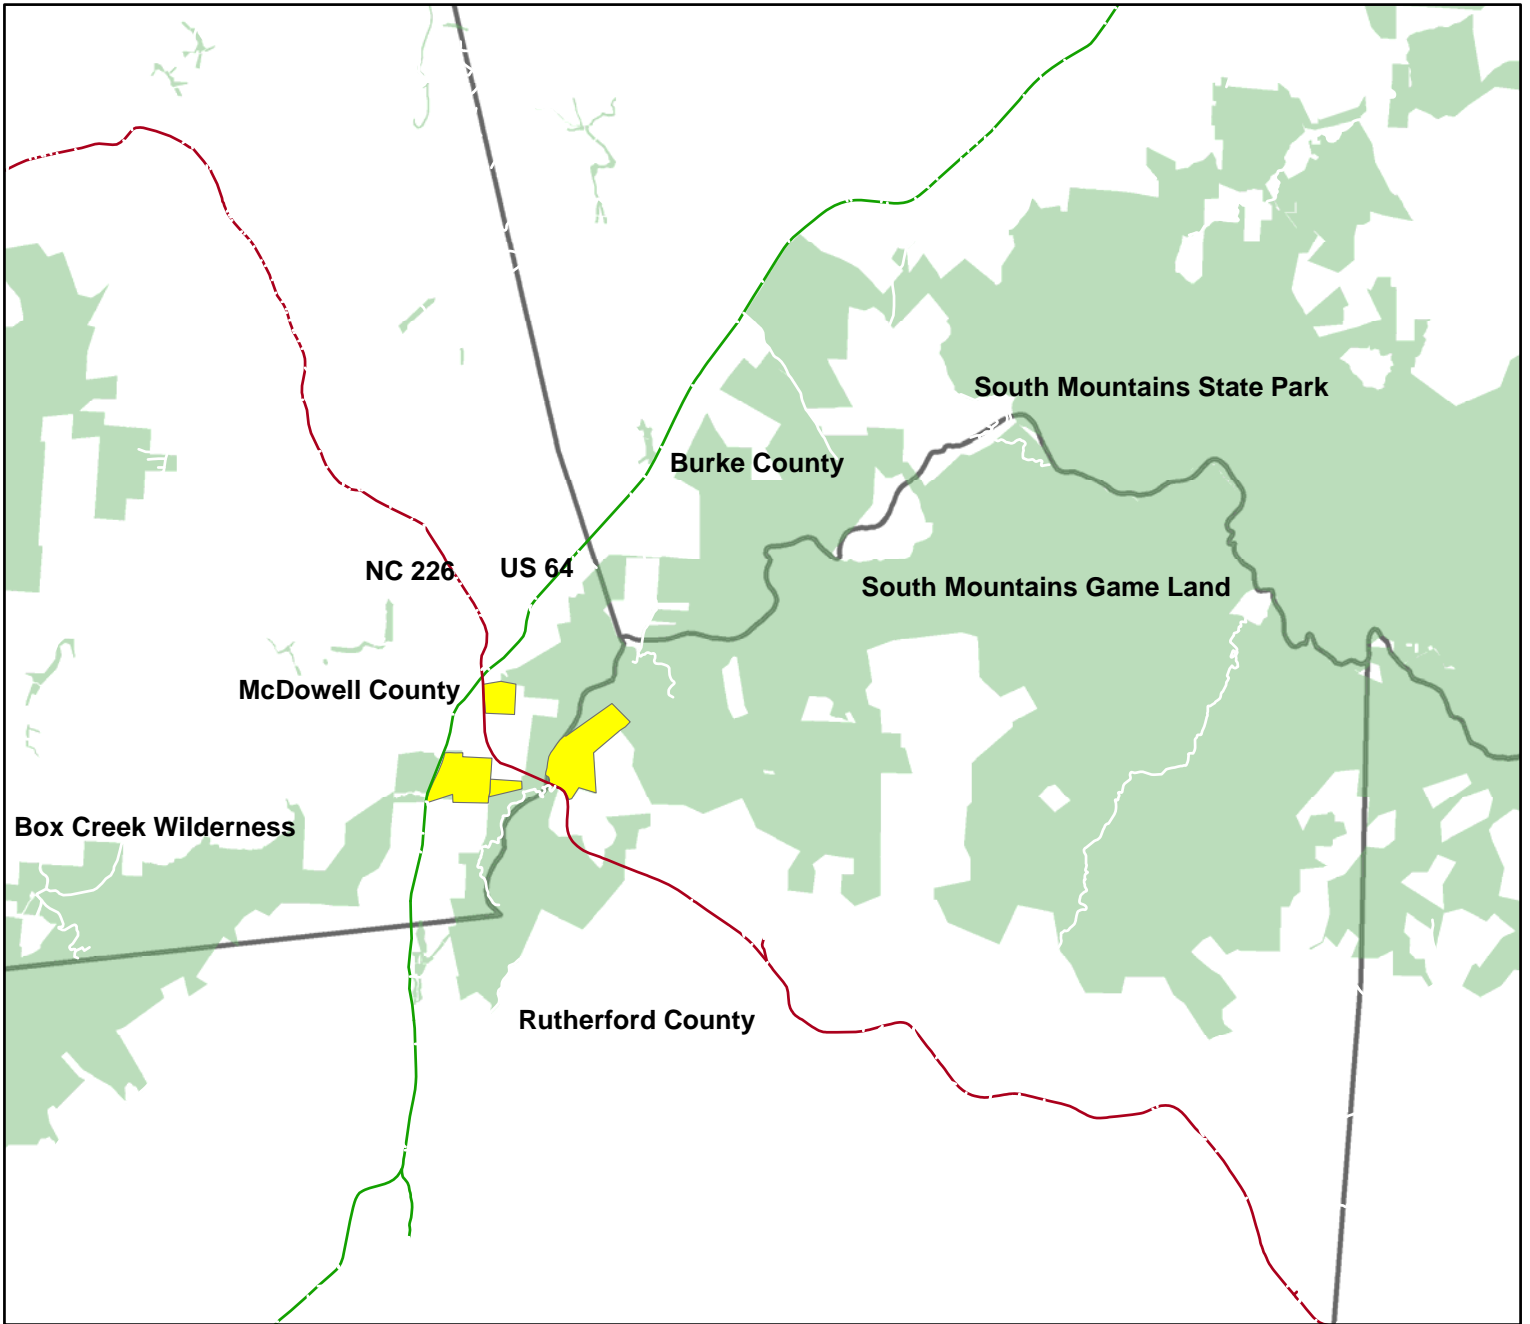 South Mountains State Park
Burke County
NC 226
US 64
South Mountains Game Land
McDowell County
Box Creek Wilderness
Rutherford County